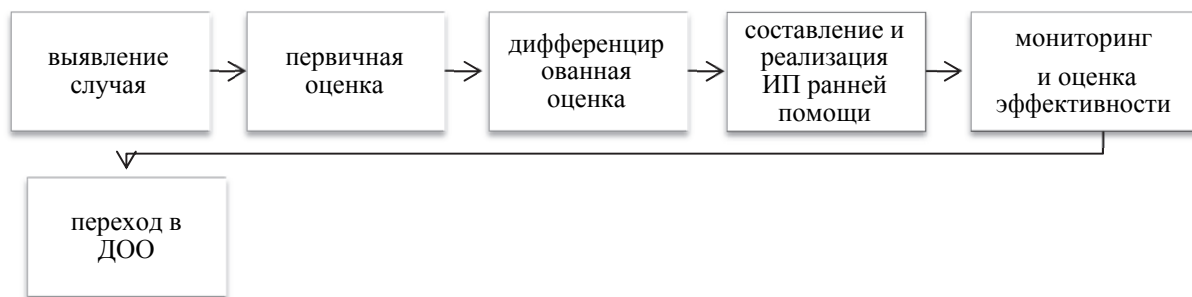 выявление
случая
первичная
оценка
дифференцир
ованная
оценка
составление и
реализация
ИП ранней
помощи
мониторинг
и оценка
эффективности
переход в
ДОО